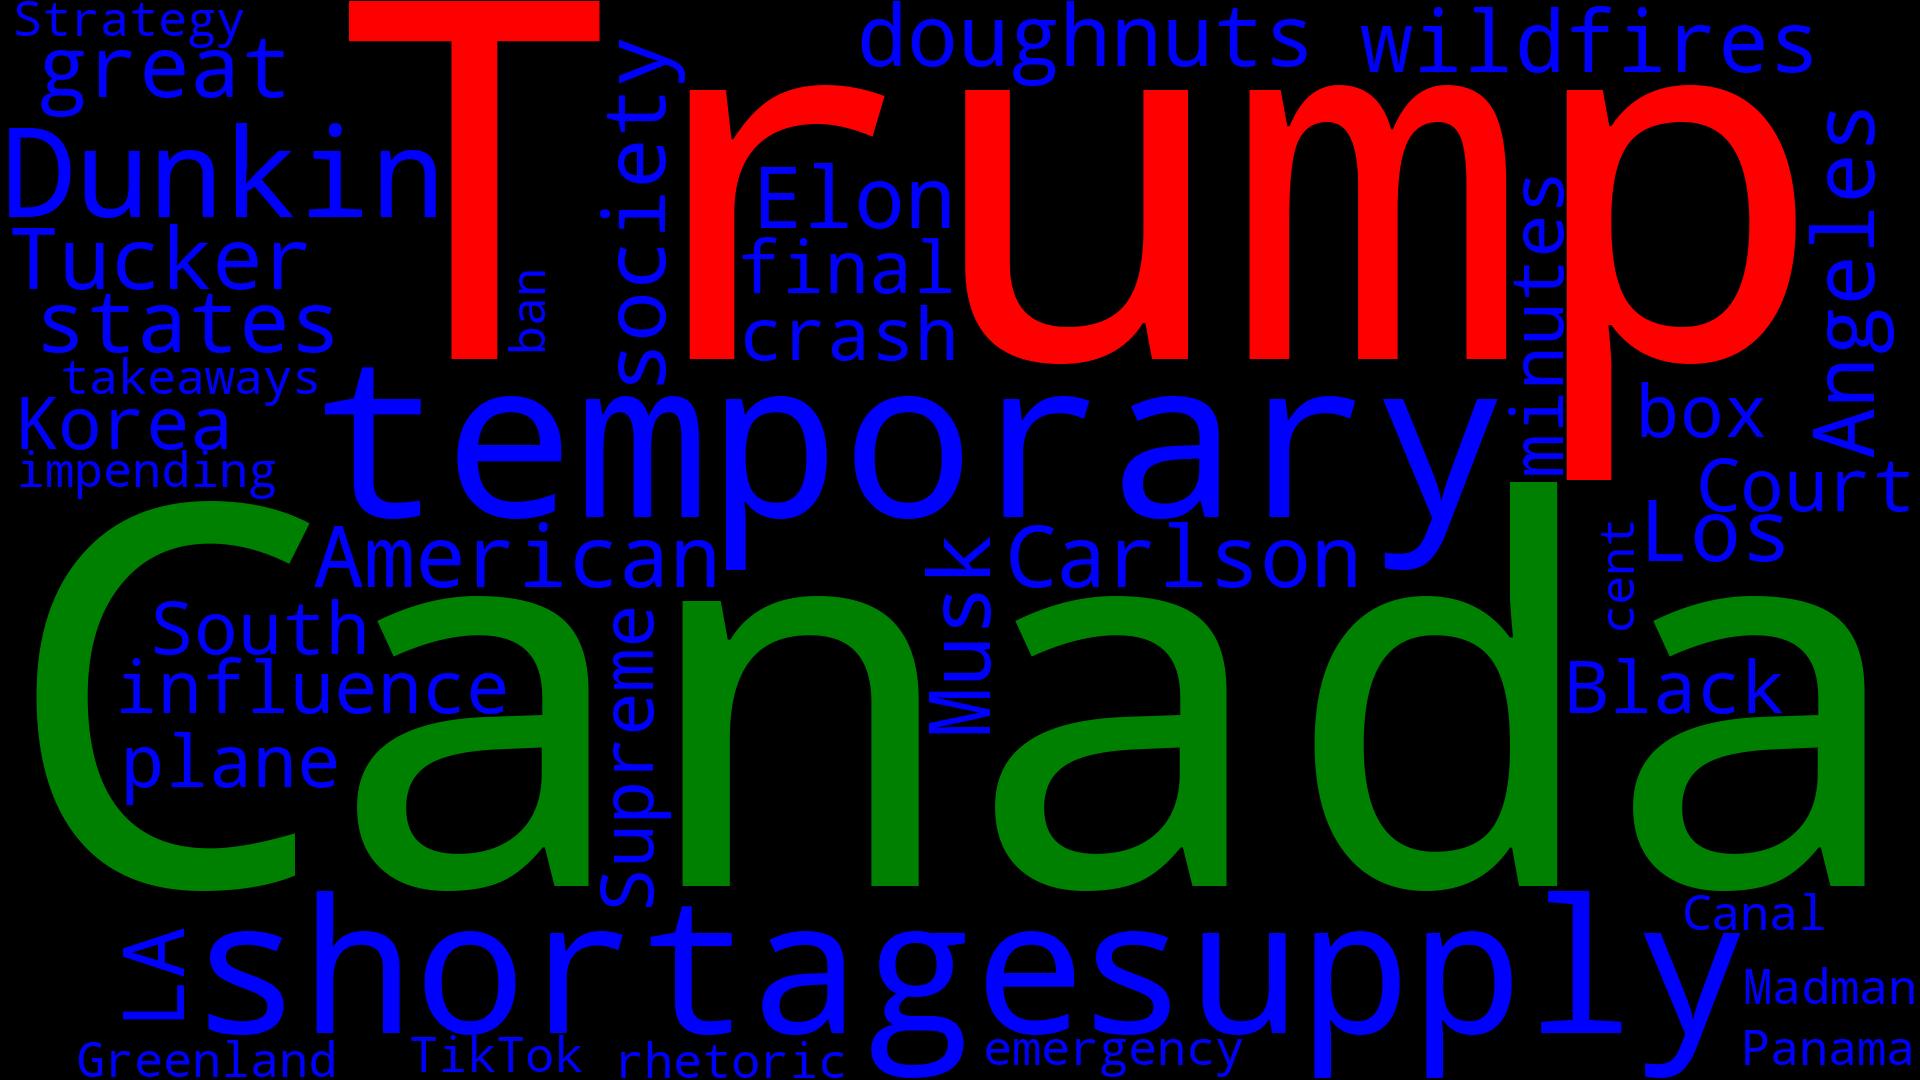 Strategy
great
Trump
doughnuts
wildfires
society
Dunkin
Elon
Angeles
minutes
Tucker
final
ban
states
crash
takeaways
temporary
Korea
box
impending
Court
Canada
Los
American
Musk
Carlson
cent
South
Supreme
influence
Black
plane
shortage
supply
Canal
LA
Madman
Greenland
TikTok
rhetoric
emergency
Panama